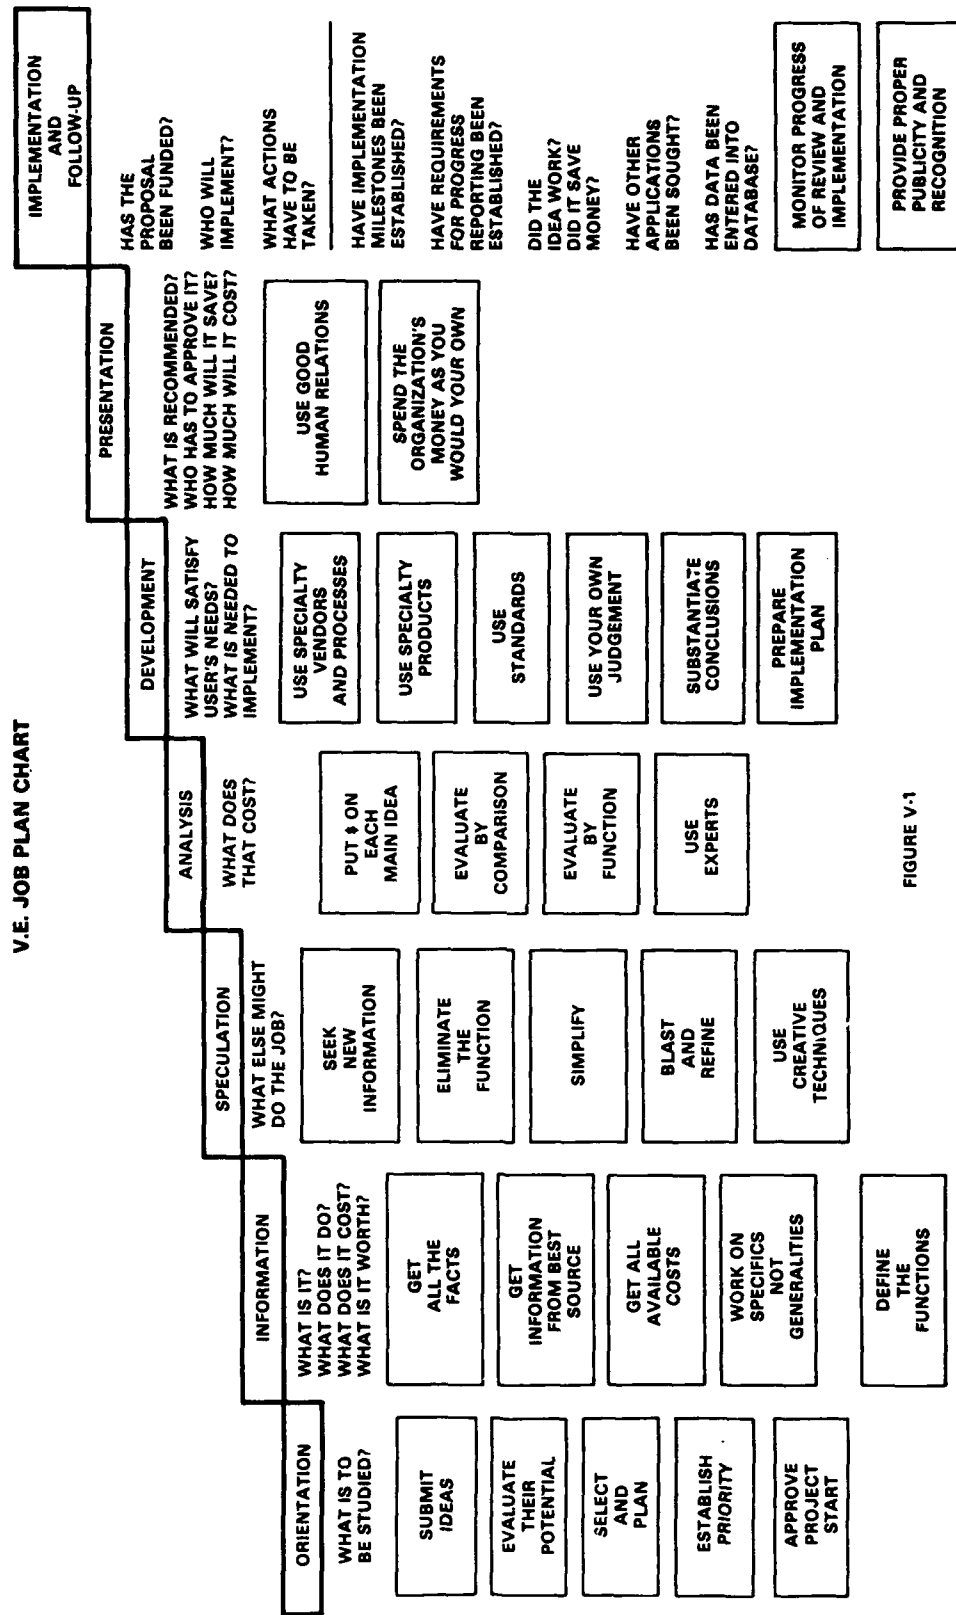 V.E. JOB PLAN CHART
ORIENTATION
WHAT IS TO
BE STUDIED?
SUBMIT
IDEAS
EVALUATE
THEIR
POTENTIAL
SELECT
AND
PLAN
ESTABLISH
PRIORITY
APPROVE
PROJECT
START
INFORMATION
WHAT IS IT?
WHAT DOES IT DO?
WHAT DOES IT COST?
WHAT IS IT WORTH?
GET
ALL THE
FACTS
GET
INFORMATION
FROM BEST
SOURCE
GET ALL
AVAILABLE
COSTS
WORK ON
SPECIFICS
NOT
GENERALITIES
DEFINE
THE
FUNCTIONS
SPECULATION
WHAT ELSE MIGHT
DO THE JOB?
SEEK
NEW
INFORMATION
ELIMINATE
THE
FUNCTION
SIMPLIFY
BLAST
AND
REFINE
USE
CREATIVE
TECHNIQUES
ANALYSIS
WHAT DOES
THAT COST?
PUT $ ON
EACH
MAIN IDEA
EVALUATE
BY
COMPARISON
EVALUATE
BY
FUNCTION
USE
EXPERTS
DEVELOPMENT
WHAT WILL SATISFY
USER'S NEEDS?
WHAT IS NEEDED TO
IMPLEMENT?
USE SPECIALTY
VENDORS
AND PROCESSES
USE SPECIALTY
PRODUCTS
USE
STANDARDS
USE YOUR OWN
JUDGEMENT
SUBSTANTIATE
CONCLUSIONS
PREPARE
IMPLEMENTATION
PLAN
PRESENTATION
WHAT IS RECOMMENDED?
WHO HAS TO APPROVE IT?
HOW MUCH WILL IT SAVE?
HOW MUCH WILL IT COST?
USE GOOD
HUMAN RELATIONS
SPEND THE
ORGANIZATION'S
MONEY AS YOU
WOULD YOUR OWN
IMPLEMENTATION
AND
FOLLOW-UP
HAS THE
PROPOSAL
BEEN FUNDED?
WHO WILL
IMPLEMENT?
WHAT ACTIONS
HAVE TO BE
TAKEN?
HAVE IMPLEMENTATION
MILESTONES BEEN
ESTABLISHED?
HAVE REQUIREMENTS
FOR PROGRESS
REPORTING BEEN
ESTABLISHED?
DID THE
IDEA WORK?
DID IT SAVE
MONEY?
HAVE OTHER
APPLICATIONS
BEEN SOUGHT?
HAS DATA BEEN
ENTERED INTO
DATABASE?
MONITOR PROGRESS
OF REVIEW AND
IMPLEMENTATION
PROVIDE PROPER
PUBLICITY AND
RECOGNITION
FIGURE V-1